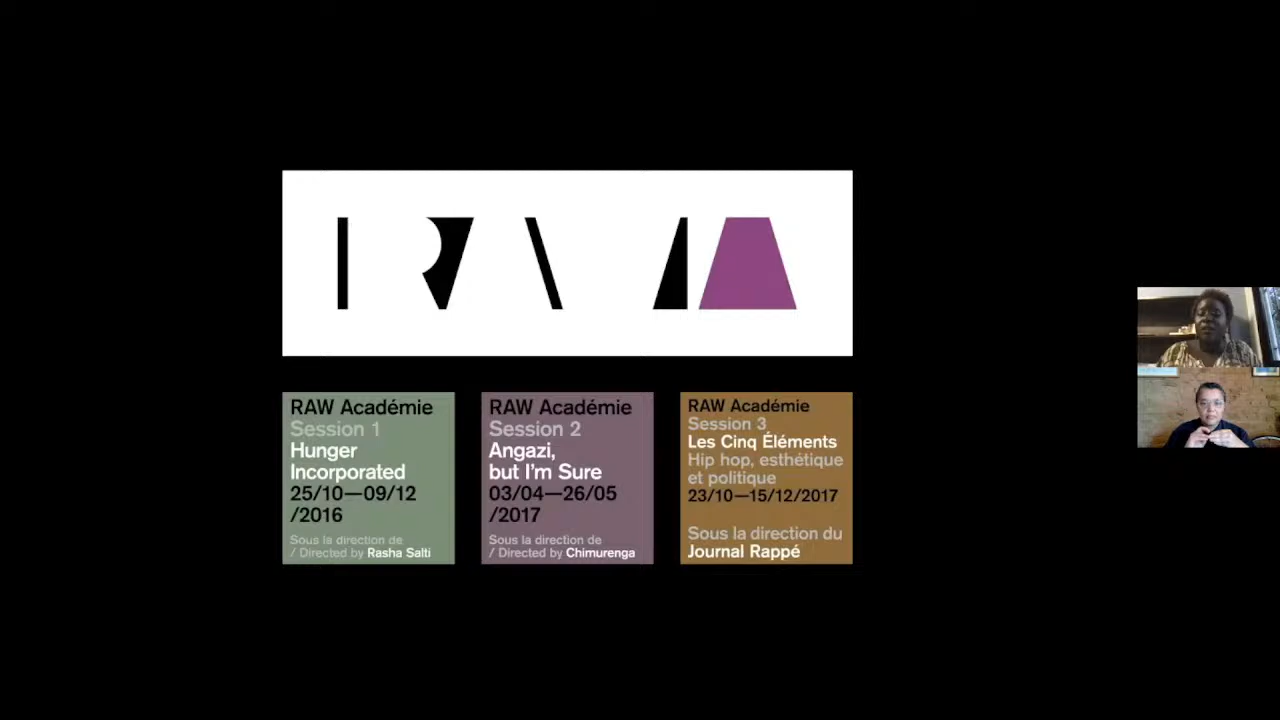 RAWA
RAW Académie
Session 1
Hunger
Incorporated
25/10—09/12
/2016
Sous la direction de
/ Directed by Rasha Salti
RAW Académie
Session 2
Angazi,
but I'm Sure
03/04—26/05
/2017
Sous la direction de
/ Directed by Chimurenga
RAW Académie
Session 3
Les Cinq Éléments
Hip hop, esthétique
et politique
23/10—15/12/2017
Sous la direction du
Journal Rappé